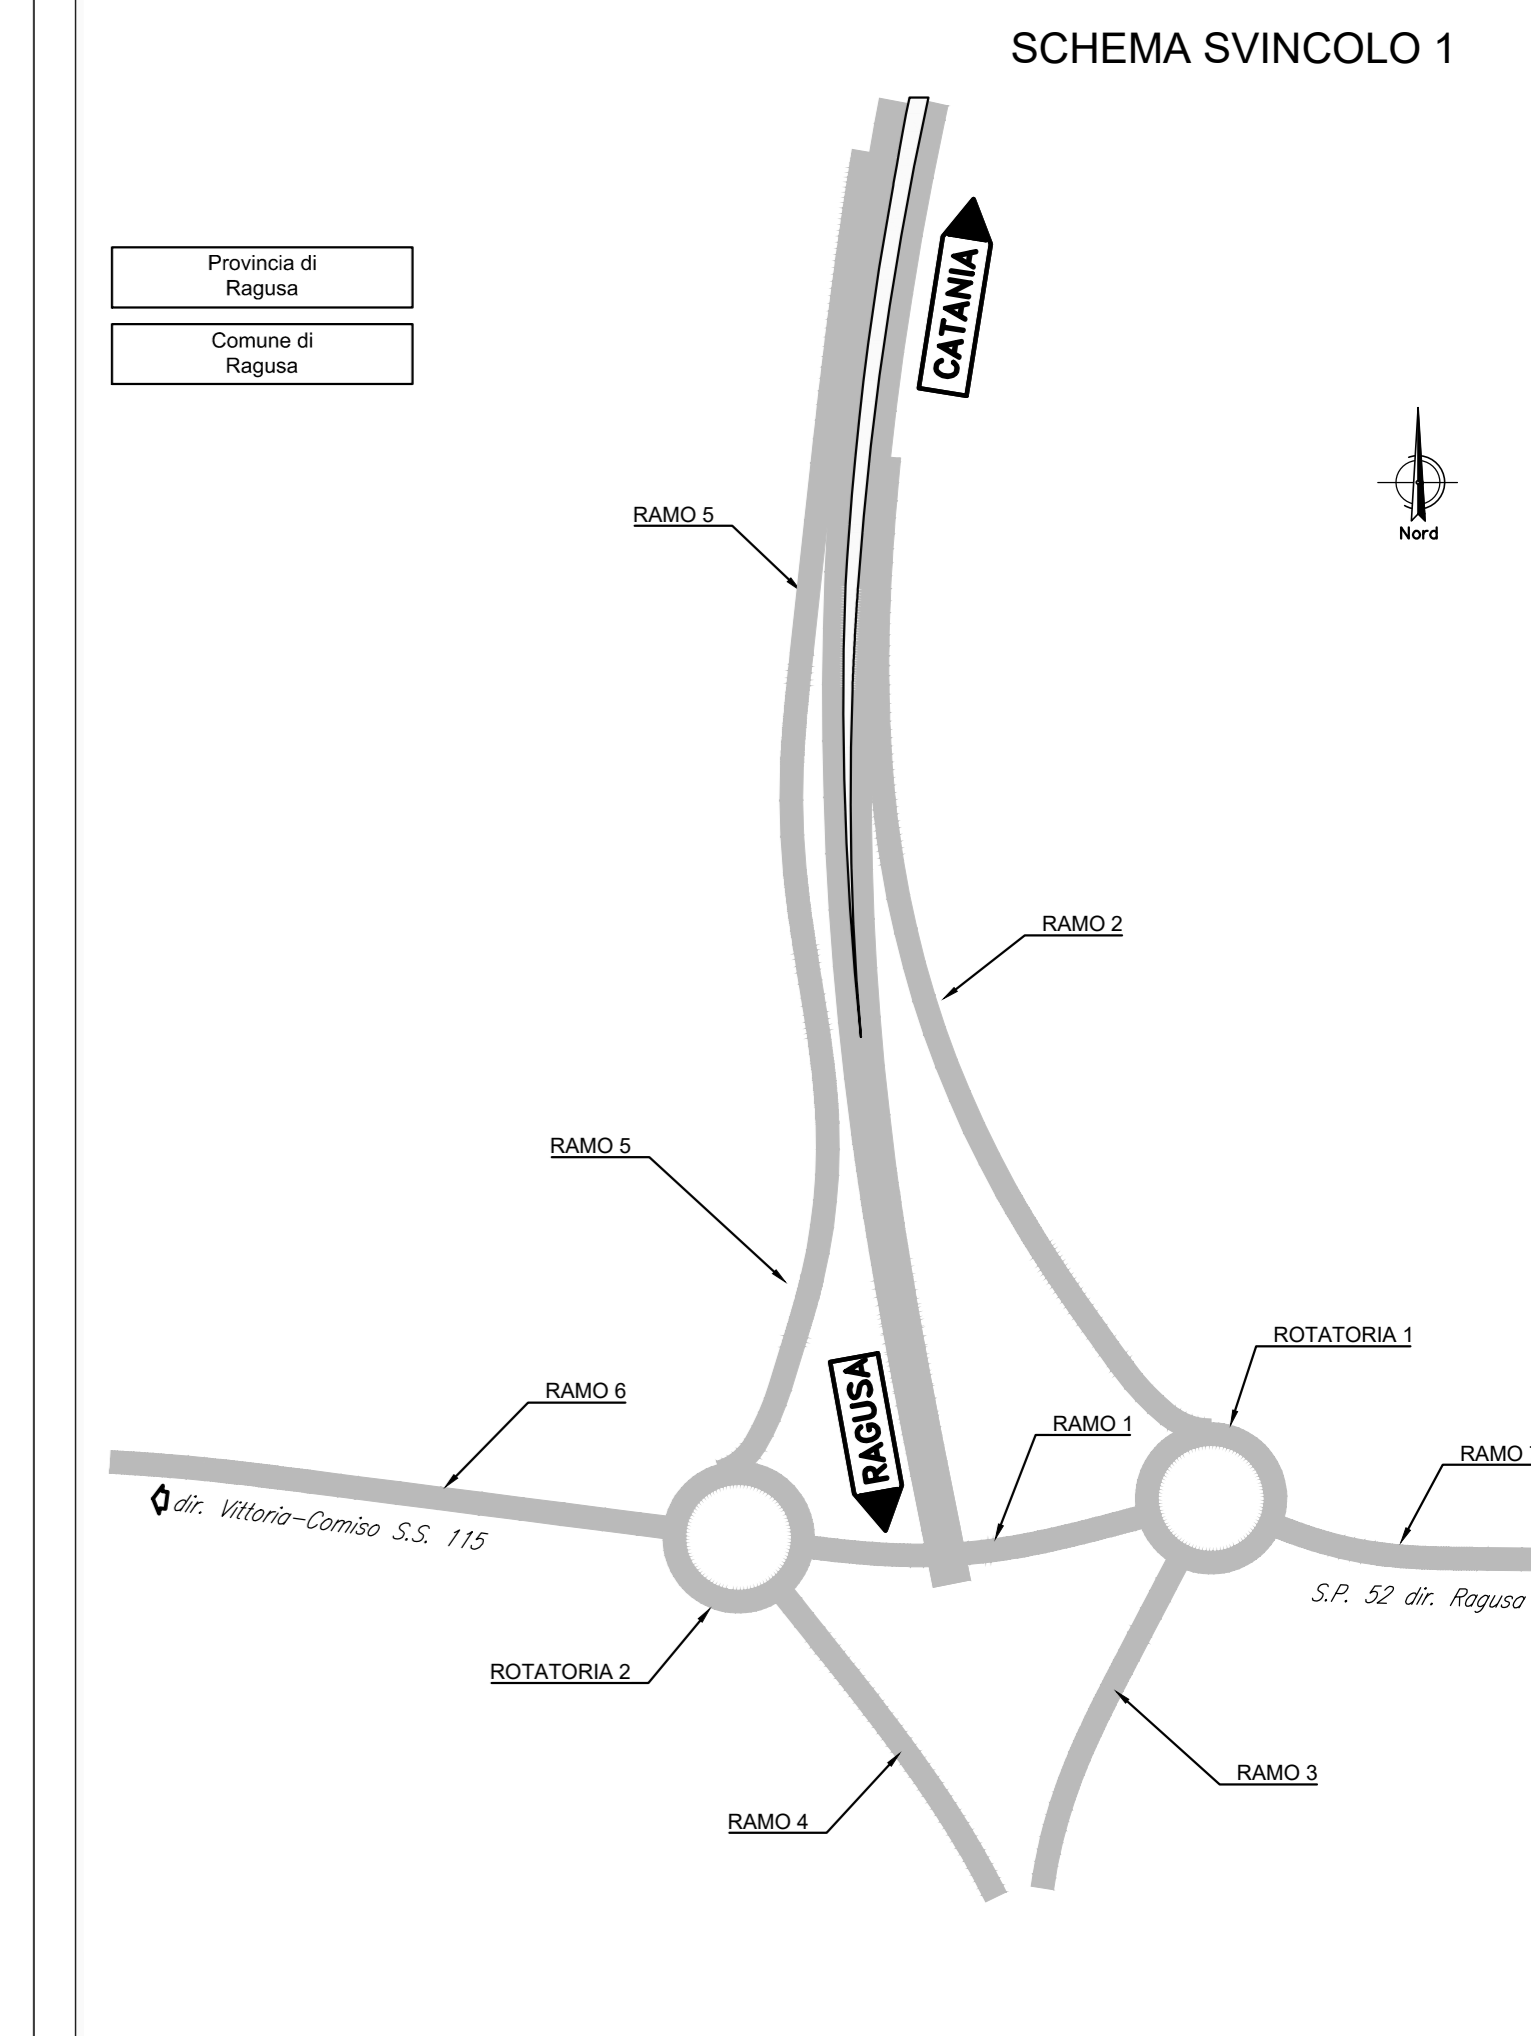 SCHEMA SVINCOLO 1
Provincia di
Ragusa
Comune di
Ragusa
CATANIA
Nord
RAMO 5
RAMO 2
RAMO 5
ROTATORIA 1
RAMO 6
RAGUSA
RAMO 1
RAMO
dir. Vittoria-Comiso S.S. 115
S.P. 52 dir. Ragusa
ROTATORIA 2
RAMO 3
RAMO 4